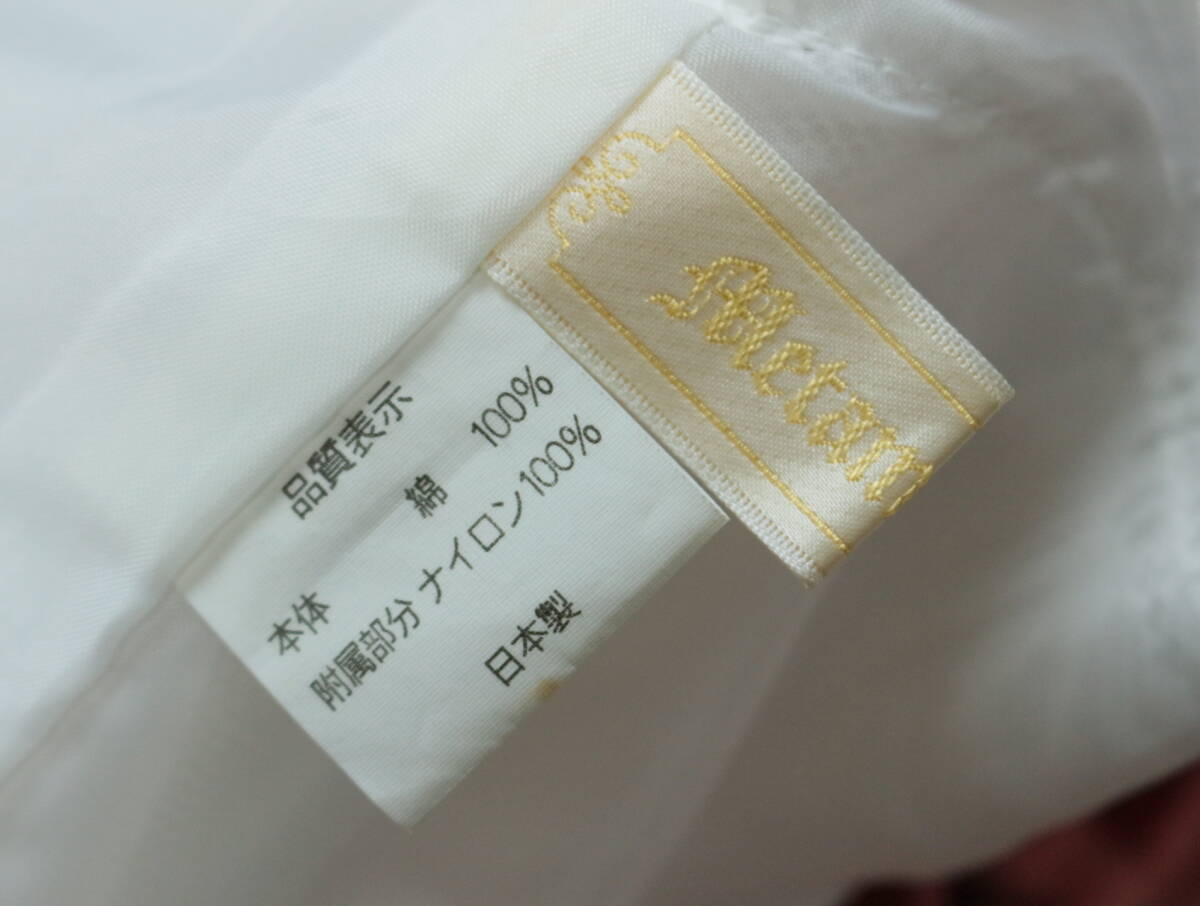 Metam
品質表示
本体 綿 100%
附属部分 ナイロン100%
日本製